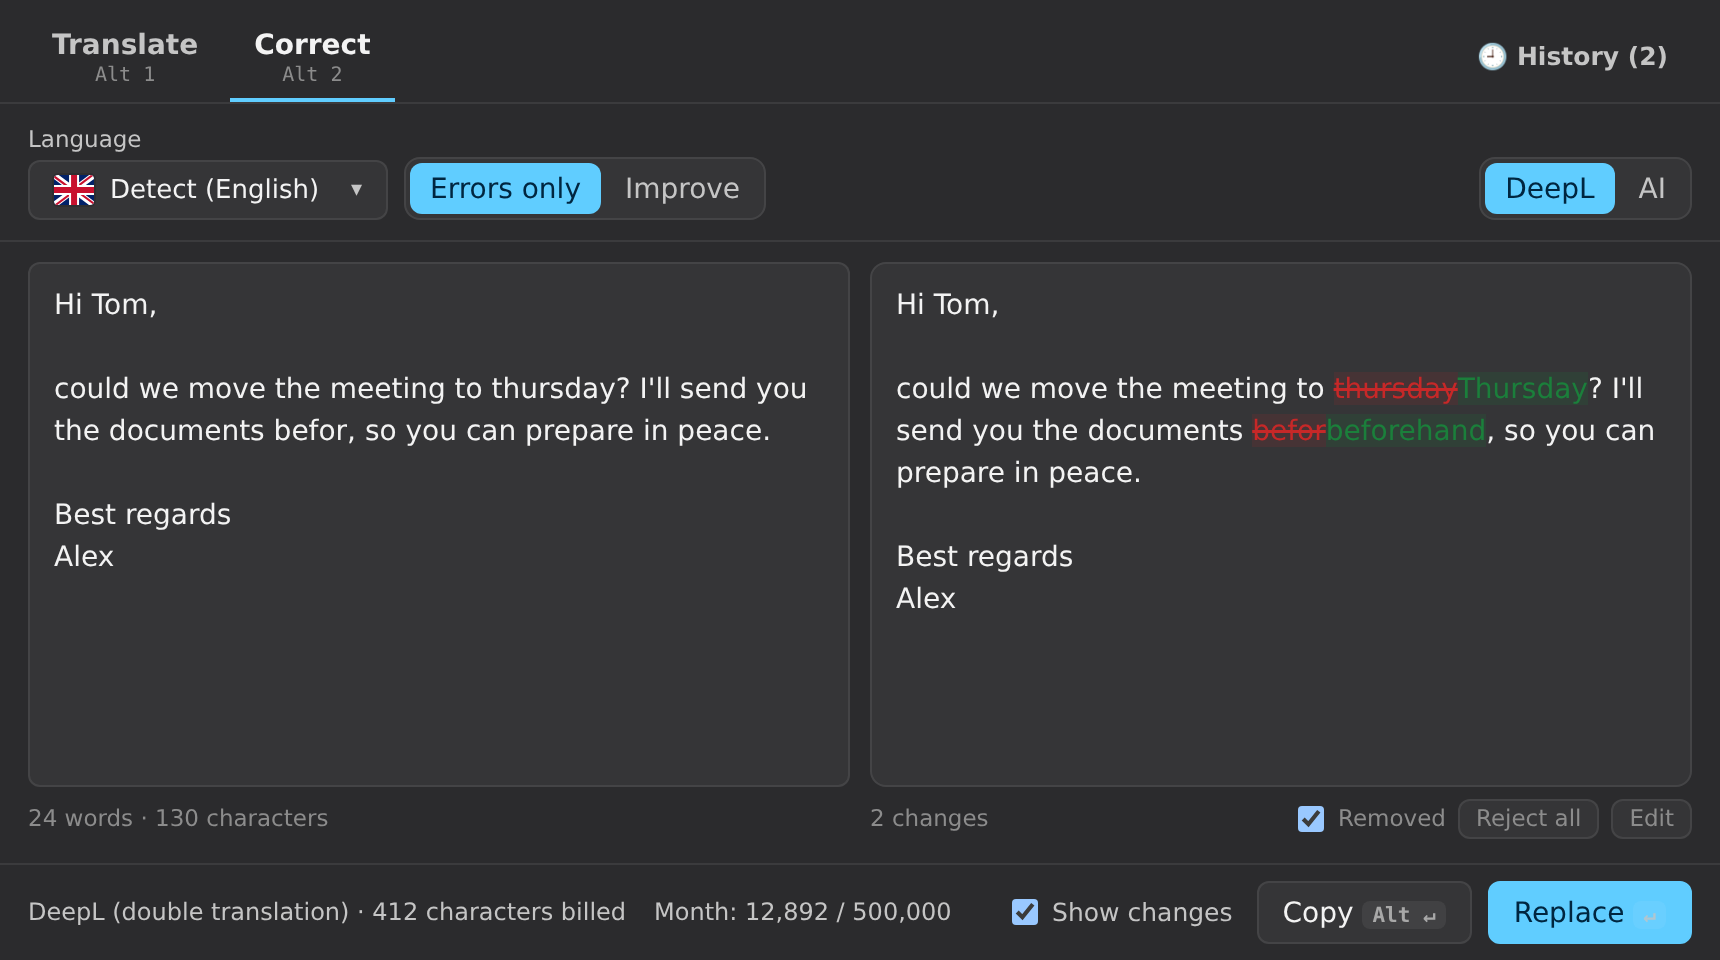 Translate
Alt 1
Correct
Alt 2
History (2)
Language
Detect (English)
Errors only
Improve
DeepL
AI
Hi Tom,
could we move the meeting to thursday? I'll send you
the documents befor, so you can prepare in peace.
Best regards
Alex
24 words · 130 characters
Hi Tom,
could we move the meeting to thursdayThursday? I'll
send you the documents beforbeforehand, so you can
prepare in peace.
Best regards
Alex
2 changes
Removed
Reject all
Edit
DeepL (double translation) · 412 characters billed
Month: 12,892 / 500,000
Show changes
Copy Alt ↵
Replace ↵